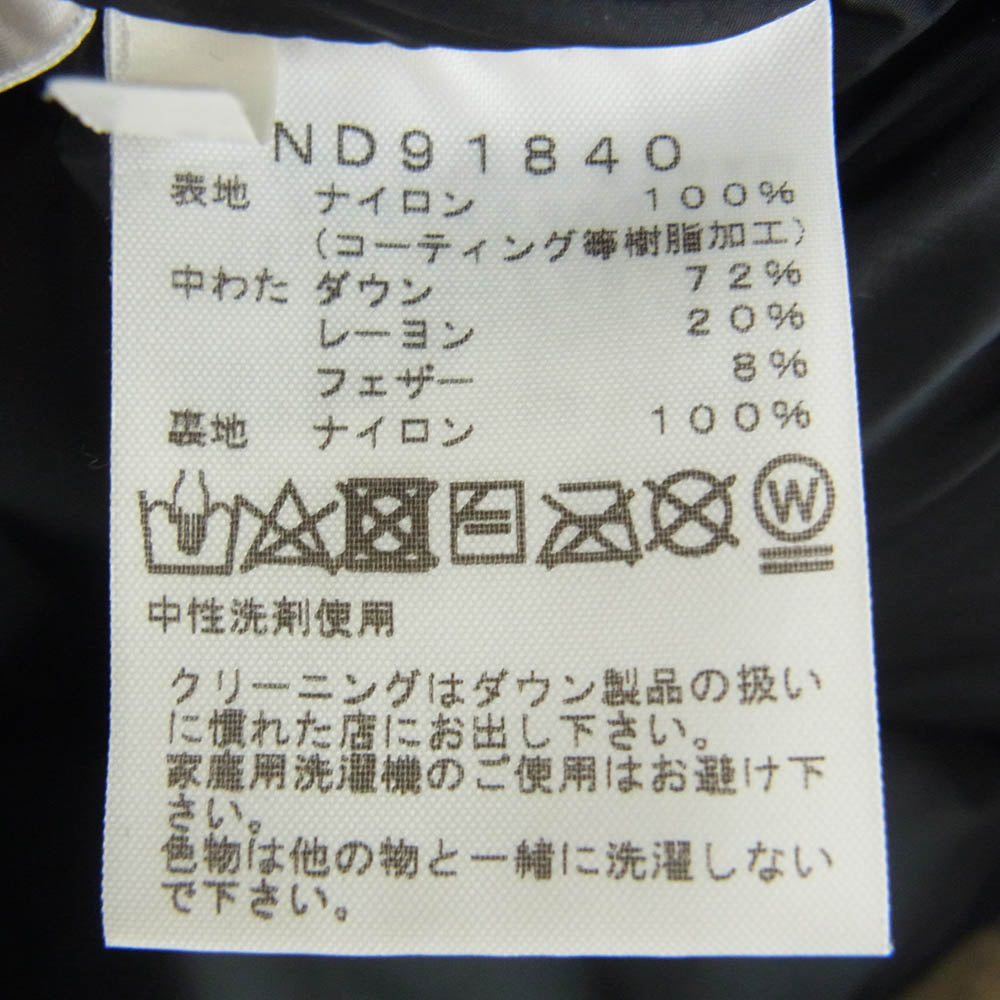 ND91840
表地 ナイロン 100%
(コーティング等樹脂加工)
中わた ダウン 72%
レーヨン 20%
フェザー 8%
裏地 ナイロン 100%
W
中性洗剤使用
クリーニングはダウン製品の扱い
に慣れた店にお出し下さい。
家庭用洗濯機のご使用はお避け下
さい。
色物は他の物と一緒に洗濯しない
で下さい。